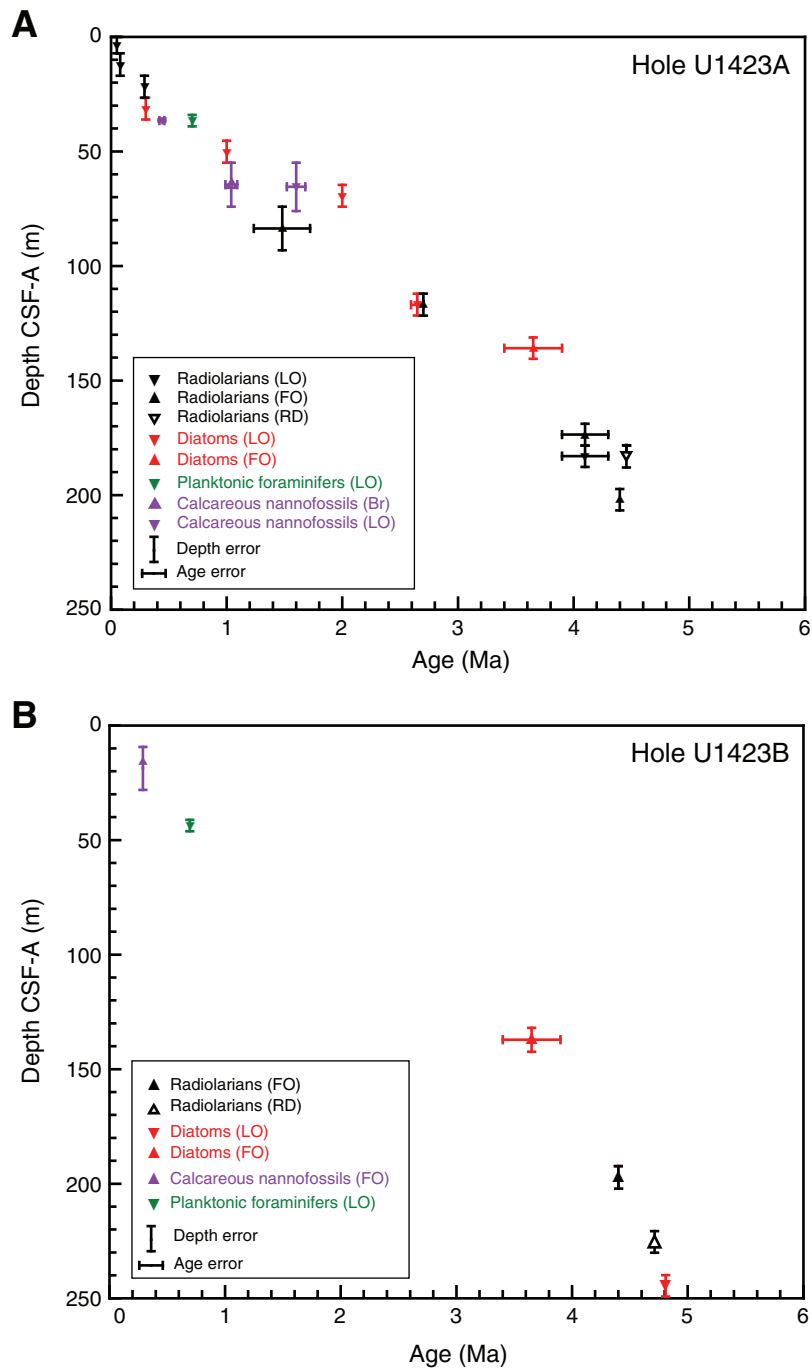 A
Hole U1423A
0
50
100
150
200
250
Depth CSF-A (m)
Radiolarians (LO)
Radiolarians (FO)
Radiolarians (RD)
Diatoms (LO)
Diatoms (FO)
Planktonic foraminifers (LO)
Calcareous nannofossils (Br)
Calcareous nannofossils (LO)
Depth error
Age error
0 1 2 3 4 5 6
Age (Ma)
B
Hole U1423B
0
50
100
150
200
250
Depth CSF-A (m)
Radiolarians (FO)
Radiolarians (RD)
Diatoms (LO)
Diatoms (FO)
Calcareous nannofossils (FO)
Planktonic foraminifers (LO)
Depth error
Age error
0 1 2 3 4 5 6
Age (Ma)